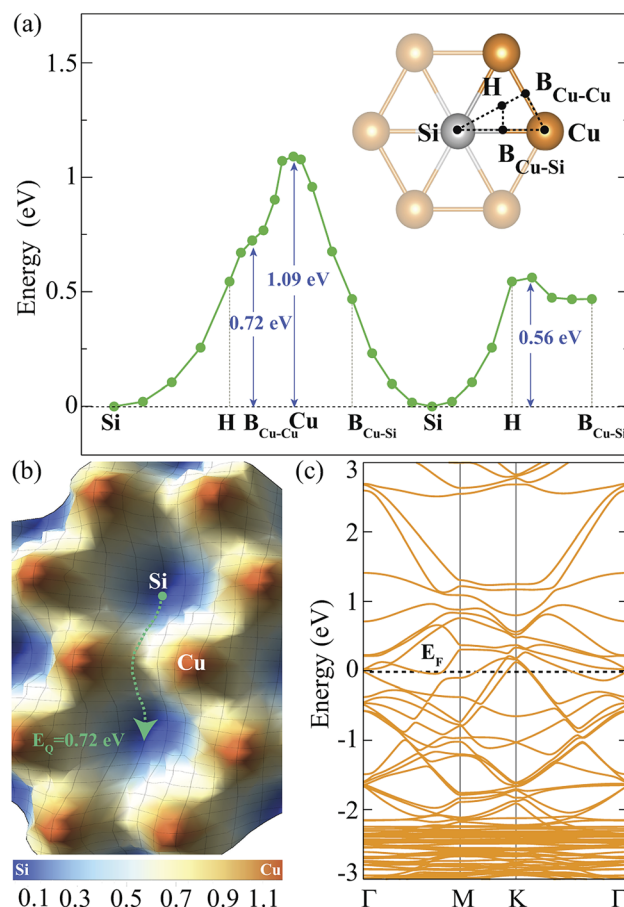 (a)
Energy (eV)
1.5
1
0.5
0
H
B Cu–Cu
Si
Cu
B Cu–Si
1.09 eV
0.72 eV
0.56 eV
Si H B Cu–Cu Cu B Cu–Si Si H B Cu–Si
(b)
Si
Cu
E Q =0.72 eV
Si Cu
0.1 0.3 0.5 0.7 0.9 1.1
(c)
Energy (eV)
3
2
1
E F
0
-1
-2
-3
Γ M K Γ